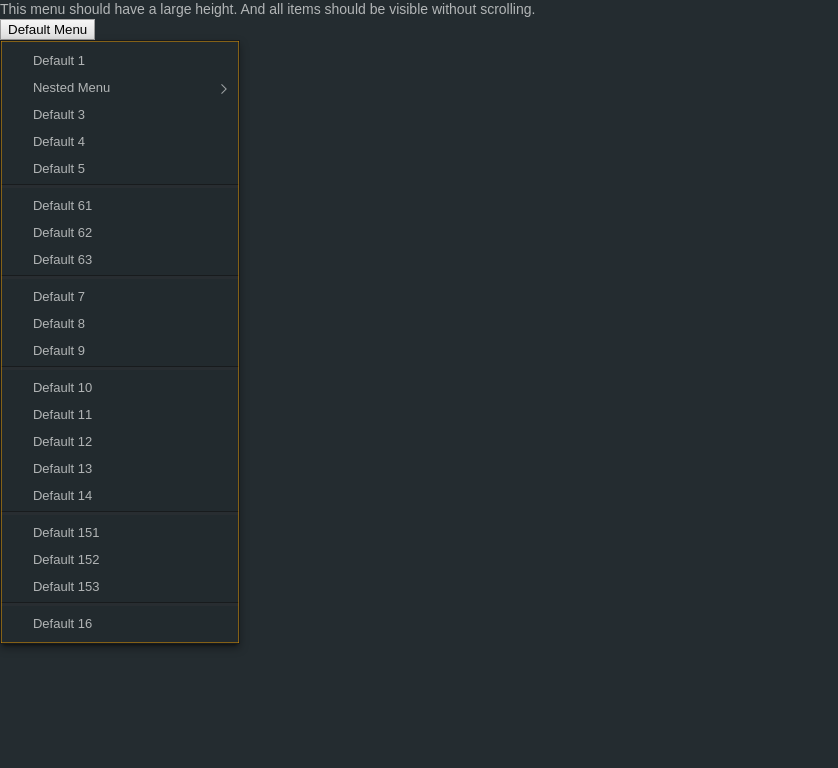 This menu should have a large height. And all items should be visible without scrolling.
Default Menu
Default 1
Nested Menu
Default 3
Default 4
Default 5
Default 61
Default 62
Default 63
Default 7
Default 8
Default 9
Default 10
Default 11
Default 12
Default 13
Default 14
Default 151
Default 152
Default 153
Default 16